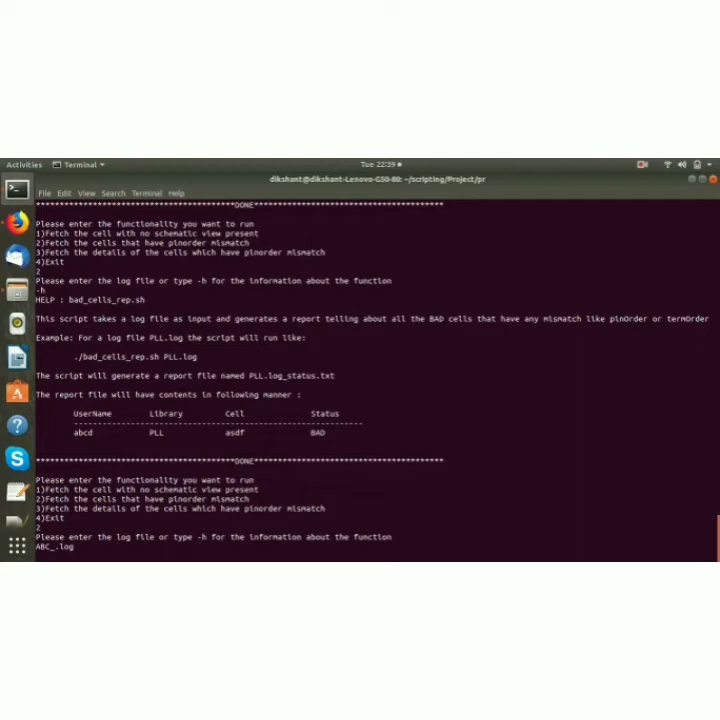 Activities Terminal Tue 22:39
dikshant@dikshant-Lenovo-G50-80: ~/scripting/Project/pr
File Edit View Search Terminal Help
******************************************DONE****************************************
Please enter the functionality you want to run
1)Fetch the cell with no schematic view present
2)Fetch the cells that have pinorder mismatch
3)Fetch the details of the cells which have pinorder mismatch
4)Exit
2
Please enter the log file or type -h for the information about the function
-h
HELP : bad_cells_rep.sh
This script takes a log file as input and generates a report telling about all the BAD cells that have any mismatch like pinOrder or termOrder
Example: For a log file PLL.log the script will run like:
./bad_cells_rep.sh PLL.log
The script will generate a report file named PLL.log_status.txt
The report file will have contents in following manner :
UserName Library Cell Status
--------------------------------------------------------------
abcd PLL asdf BAD
******************************************DONE****************************************
Please enter the functionality you want to run
1)Fetch the cell with no schematic view present
2)Fetch the cells that have pinorder mismatch
3)Fetch the details of the cells which have pinorder mismatch
4)Exit
2
Please enter the log file or type -h for the information about the function
ABC_.log